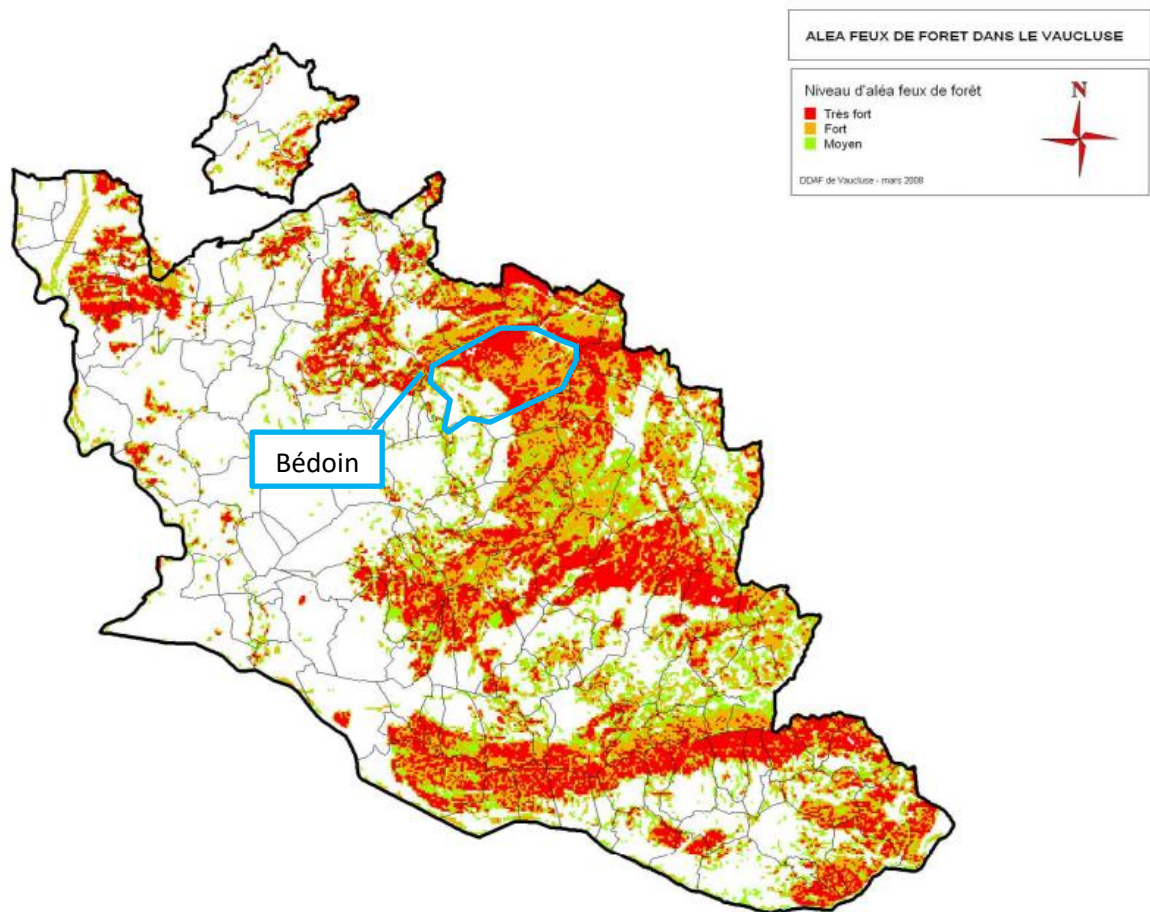 ALEA FEUX DE FORET DANS LE VAUCLUSE
Niveau d'aléa feux de forêt
Très fort
Fort
Moyen
N
DDAF de Vaucluse - mars 2008
Bédoin